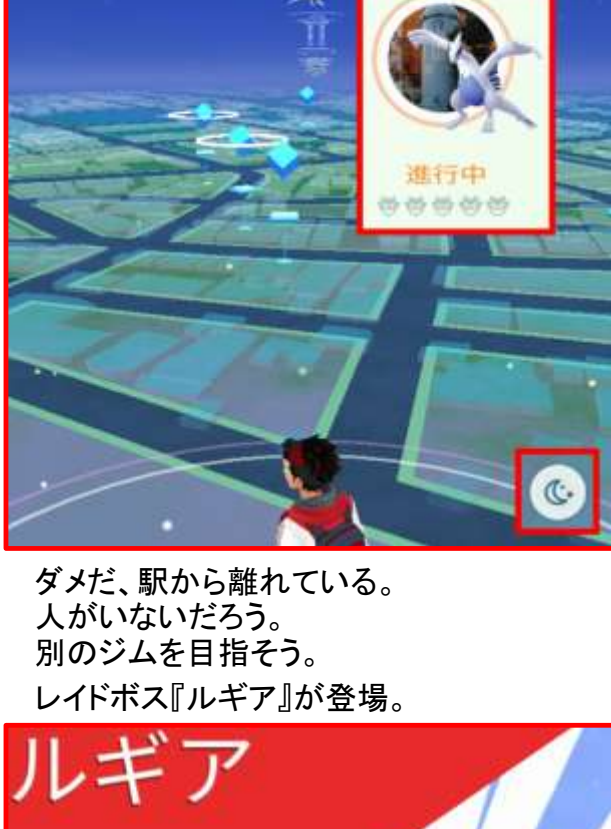 進行中
ダメだ、駅から離れている。
人がいないだろう。
別のジムを目指そう。
レイドボス『ルギア』が登場。
ルギア